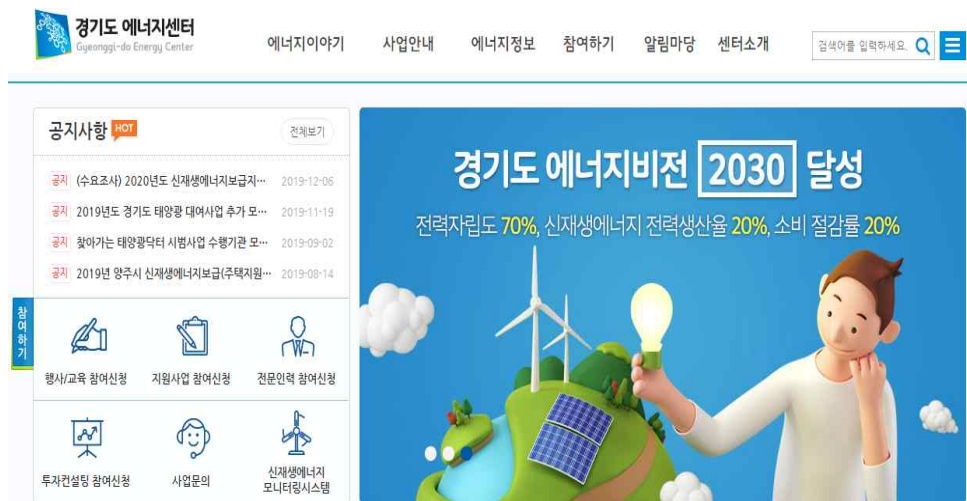 경기도 에너지센터
Gyeonggi-do Energy Center
에너지이야기 사업안내 에너지정보 참여하기 알림마당 센터소개
검색어를 입력하세요.
공지사항 HOT 전체보기
공지 (수요조사) 2020년도 신재생에너지보급지··· 2019-12-06
공지 2019년도 경기도 태양광 대여사업 추가 모··· 2019-11-19
공지 찾아가는 태양광닥터 시범사업 수행기관 모··· 2019-09-02
공지 2019년 양주시 신재생에너지보급(주택지원··· 2019-08-14
참여하기
행사/교육 참여신청 지원사업 참여신청 전문인력 참여신청
투자컨설팅 참여신청 사업문의 신재생에너지
모니터링시스템
경기도 에너지비전 2030 달성
전력자립도 70%, 신재생에너지 전력생산율 20%, 소비 절감률 20%